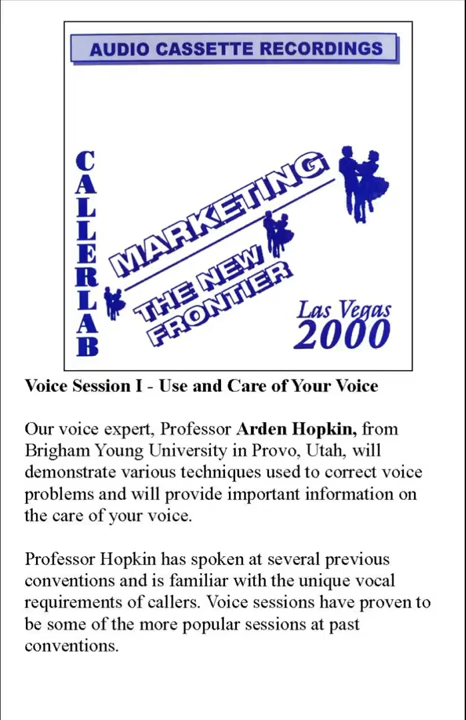 AUDIO CASSETTE RECORDINGS
CALLERLAB
MARKETING
THE NEW
FRONTIER
Las Vegas
2000
Voice Session I - Use and Care of Your Voice
Our voice expert, Professor Arden Hopkin, from
Brigham Young University in Provo, Utah, will
demonstrate various techniques used to correct voice
problems and will provide important information on
the care of your voice.
Professor Hopkin has spoken at several previous
conventions and is familiar with the unique vocal
requirements of callers. Voice sessions have proven to
be some of the more popular sessions at past
conventions.